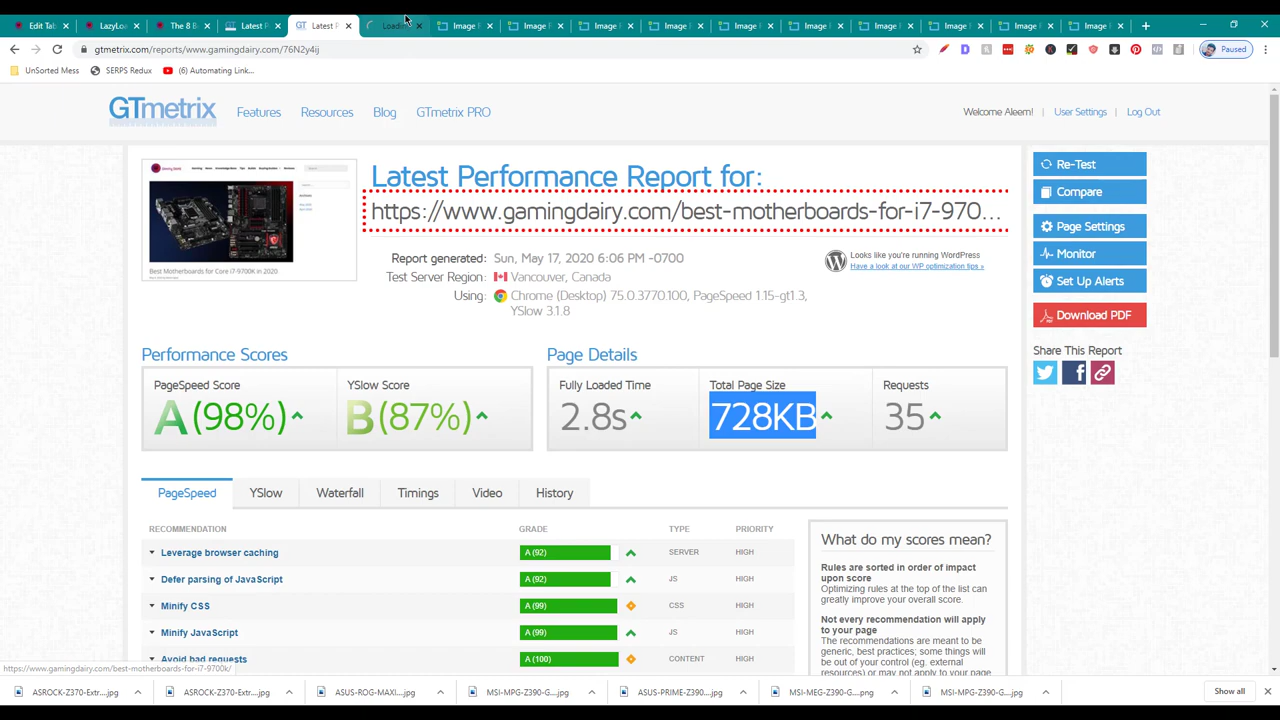 Edit Tab
LazyLoa
The 8 B
Latest P
GT Latest P
Loading
Image R
Image R
Image R
Image R
Image R
Image R
Image R
Image R
Image R
Image R
gtmetrix.com/reports/www.gamingdairy.com/76N2y4ij
Paused
UnSorted Mess
SERPS Redux
(6) Automating Link...
GTmetrix
Features
Resources
Blog
GTmetrix PRO
Welcome Aleem!
User Settings
Log Out
Latest Performance Report for:
https://www.gamingdairy.com/best-motherboards-for-i7-970...
Best Motherboards for Core i7-9700K in 2020
Report generated: Sun, May 17, 2020 6:06 PM -0700
Test Server Region: Vancouver, Canada
Using: Chrome (Desktop) 75.0.3770.100, PageSpeed 1.15-gt1.3,
YSlow 3.1.8
Looks like you're running WordPress
Have a look at our WP optimization tips »
Re-Test
Compare
Page Settings
Monitor
Set Up Alerts
Download PDF
Share This Report
Performance Scores
PageSpeed Score
A (98%)
YSlow Score
B (87%)
Page Details
Fully Loaded Time
2.8s
Total Page Size
728KB
Requests
35
PageSpeed
YSlow
Waterfall
Timings
Video
History
RECOMMENDATION GRADE TYPE PRIORITY
Leverage browser caching A (92) SERVER HIGH
Defer parsing of JavaScript A (92) JS HIGH
Minify CSS A (99) CSS HIGH
Minify JavaScript A (99) JS HIGH
Avoid bad requests A (100) CONTENT HIGH
What do my scores mean?
Rules are sorted in order of impact
upon score
Optimizing rules at the top of the list can
greatly improve your overall score.
Not every recommendation will apply
to your page
The recommendations are meant to be
generic, best practices; some things will
be out of your control (eg. external
resources) or may not apply to your page
https://www.gamingdairy.com/best-motherboards-for-i7-9700k/
ASROCK-Z370-Extr....jpg
ASROCK-Z370-Extr....jpg
ASUS-ROG-MAXI....jpg
MSI-MPG-Z390-G....jpg
ASUS-PRIME-Z390....jpg
MSI-MEG-Z390-G....png
MSI-MPG-Z390-G....jpg
Show all